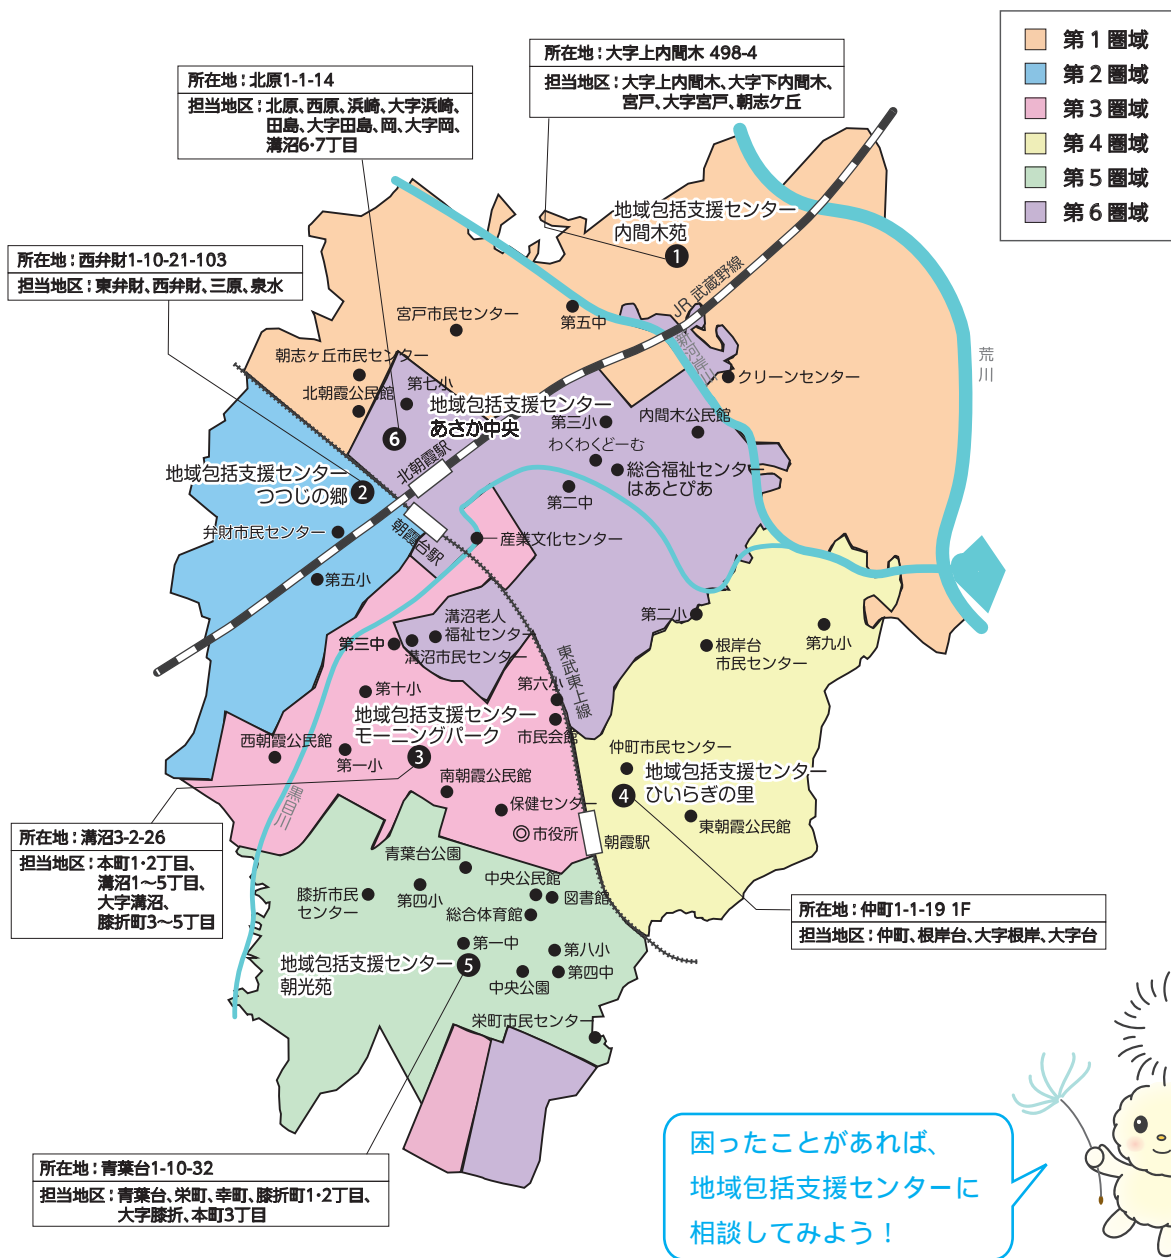 第1圏域
第2圏域
第3圏域
第4圏域
第5圏域
第6圏域
所在地：大字上内間木 498-4
担当地区：大字上内間木、大字下内間木、
宮戸、大字宮戸、朝志ケ丘
所在地：北原1-1-14
担当地区：北原、西原、浜崎、大字浜崎、
田島、大字田島、岡、大字岡、
溝沼6・7丁目
所在地：西弁財1-10-21-103
担当地区：東弁財、西弁財、三原、泉水
地域包括支援センター
内間木苑
1
JR 武蔵野線
新河岸川
荒川
宮戸市民センター
第五中
朝志ヶ丘市民センター
北朝霞公民館
第七小
クリーンセンター
地域包括支援センター
あさか中央
6
第三小
内間木公民館
わくわくどーむ
総合福祉センター
はあとぴあ
第二中
北朝霞駅
地域包括支援センター
つつじの郷
2
朝霞台駅
弁財市民センター
産業文化センター
第五小
溝沼老人
福祉センター
第三中
溝沼市民センター
第二小
根岸台
市民センター
第九小
東武東上線
第十小
第六小
地域包括支援センター
モーニングパーク
3
市民会館
西朝霞公民館
第一小
仲町市民センター
地域包括支援センター
ひいらぎの里
4
南朝霞公民館
保健センター
黒目川
市役所
朝霞駅
東朝霞公民館
所在地：溝沼3-2-26
担当地区：本町1・2丁目、
溝沼1〜5丁目、
大字溝沼、
膝折町3〜5丁目
青葉台公園
中央公民館
図書館
膝折市民
センター
第四小
総合体育館
所在地：仲町1-1-19 1F
担当地区：仲町、根岸台、大字根岸、大字台
第一中
第八小
地域包括支援センター
朝光苑
5
中央公園
第四中
栄町市民センター
所在地：青葉台1-10-32
担当地区：青葉台、栄町、幸町、膝折町1・2丁目、
大字膝折、本町3丁目
困ったことがあれば、
地域包括支援センターに
相談してみよう！